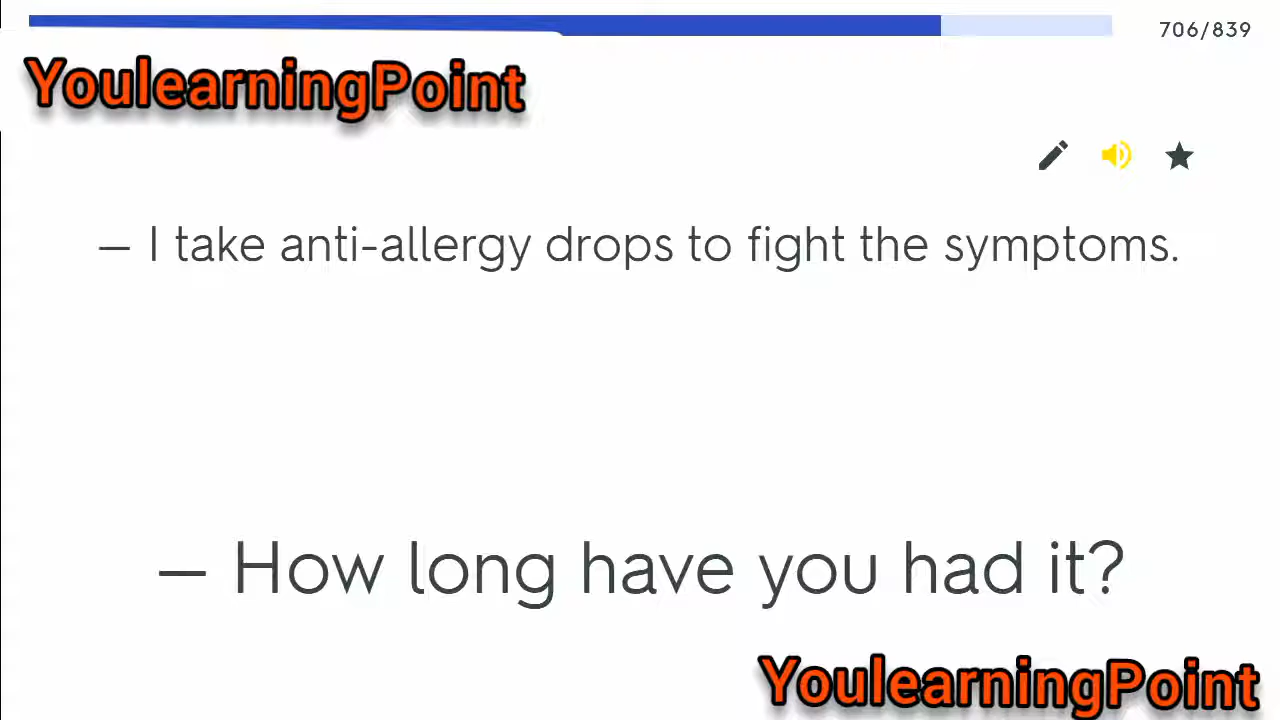 706/839
YoulearningPoint
– I take anti-allergy drops to fight the symptoms.
– How long have you had it?
YoulearningPoint